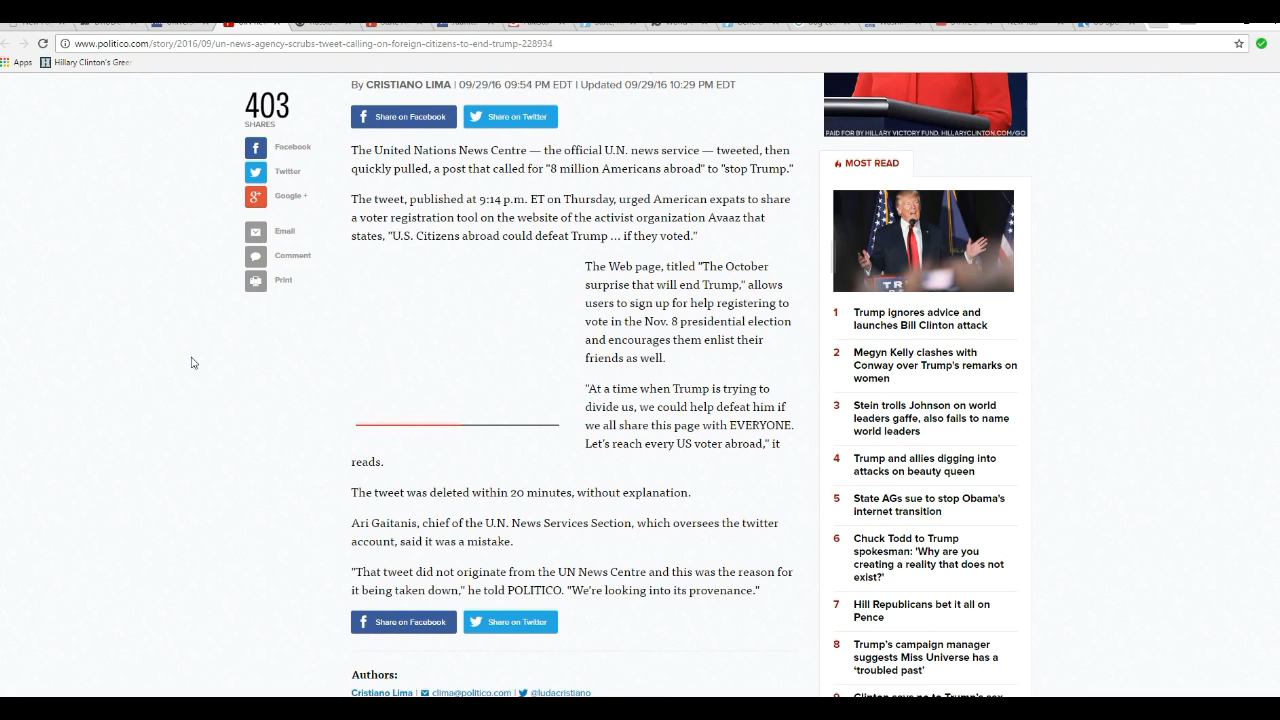 www.politico.com/story/2016/09/un-news-agency-scrubs-tweet-calling-on-foreign-citizens-to-end-trump-228934
Apps
Hillary Clinton's Gree
403
SHARES
Facebook
Twitter
Google +
Email
Comment
Print
By CRISTIANO LIMA | 09/29/16 09:54 PM EDT | Updated 09/29/16 10:29 PM EDT
Share on Facebook
Share on Twitter
The United Nations News Centre — the official U.N. news service — tweeted, then
quickly pulled, a post that called for "8 million Americans abroad" to "stop Trump."
The tweet, published at 9:14 p.m. ET on Thursday, urged American expats to share
a voter registration tool on the website of the activist organization Avaaz that
states, "U.S. Citizens abroad could defeat Trump ... if they voted."
The Web page, titled "The October
surprise that will end Trump," allows
users to sign up for help registering to
vote in the Nov. 8 presidential election
and encourages them enlist their
friends as well.
"At a time when Trump is trying to
divide us, we could help defeat him if
we all share this page with EVERYONE.
Let's reach every US voter abroad," it
reads.
The tweet was deleted within 20 minutes, without explanation.
Ari Gaitanis, chief of the U.N. News Services Section, which oversees the twitter
account, said it was a mistake.
"That tweet did not originate from the UN News Centre and this was the reason for
it being taken down," he told POLITICO. "We're looking into its provenance."
Share on Facebook
Share on Twitter
Authors:
Cristiano Lima | clima@politico.com | @ludacristiano
PAID FOR BY HILLARY VICTORY FUND, HILLARYCLINTON.COM/GO
MOST READ
TR
1 Trump ignores advice and
launches Bill Clinton attack
2 Megyn Kelly clashes with
Conway over Trump's remarks on
women
3 Stein trolls Johnson on world
leaders gaffe, also fails to name
world leaders
4 Trump and allies digging into
attacks on beauty queen
5 State AGs sue to stop Obama's
internet transition
6 Chuck Todd to Trump
spokesman: 'Why are you
creating a reality that does not
exist?'
7 Hill Republicans bet it all on
Pence
8 Trump's campaign manager
suggests Miss Universe has a
'troubled past'